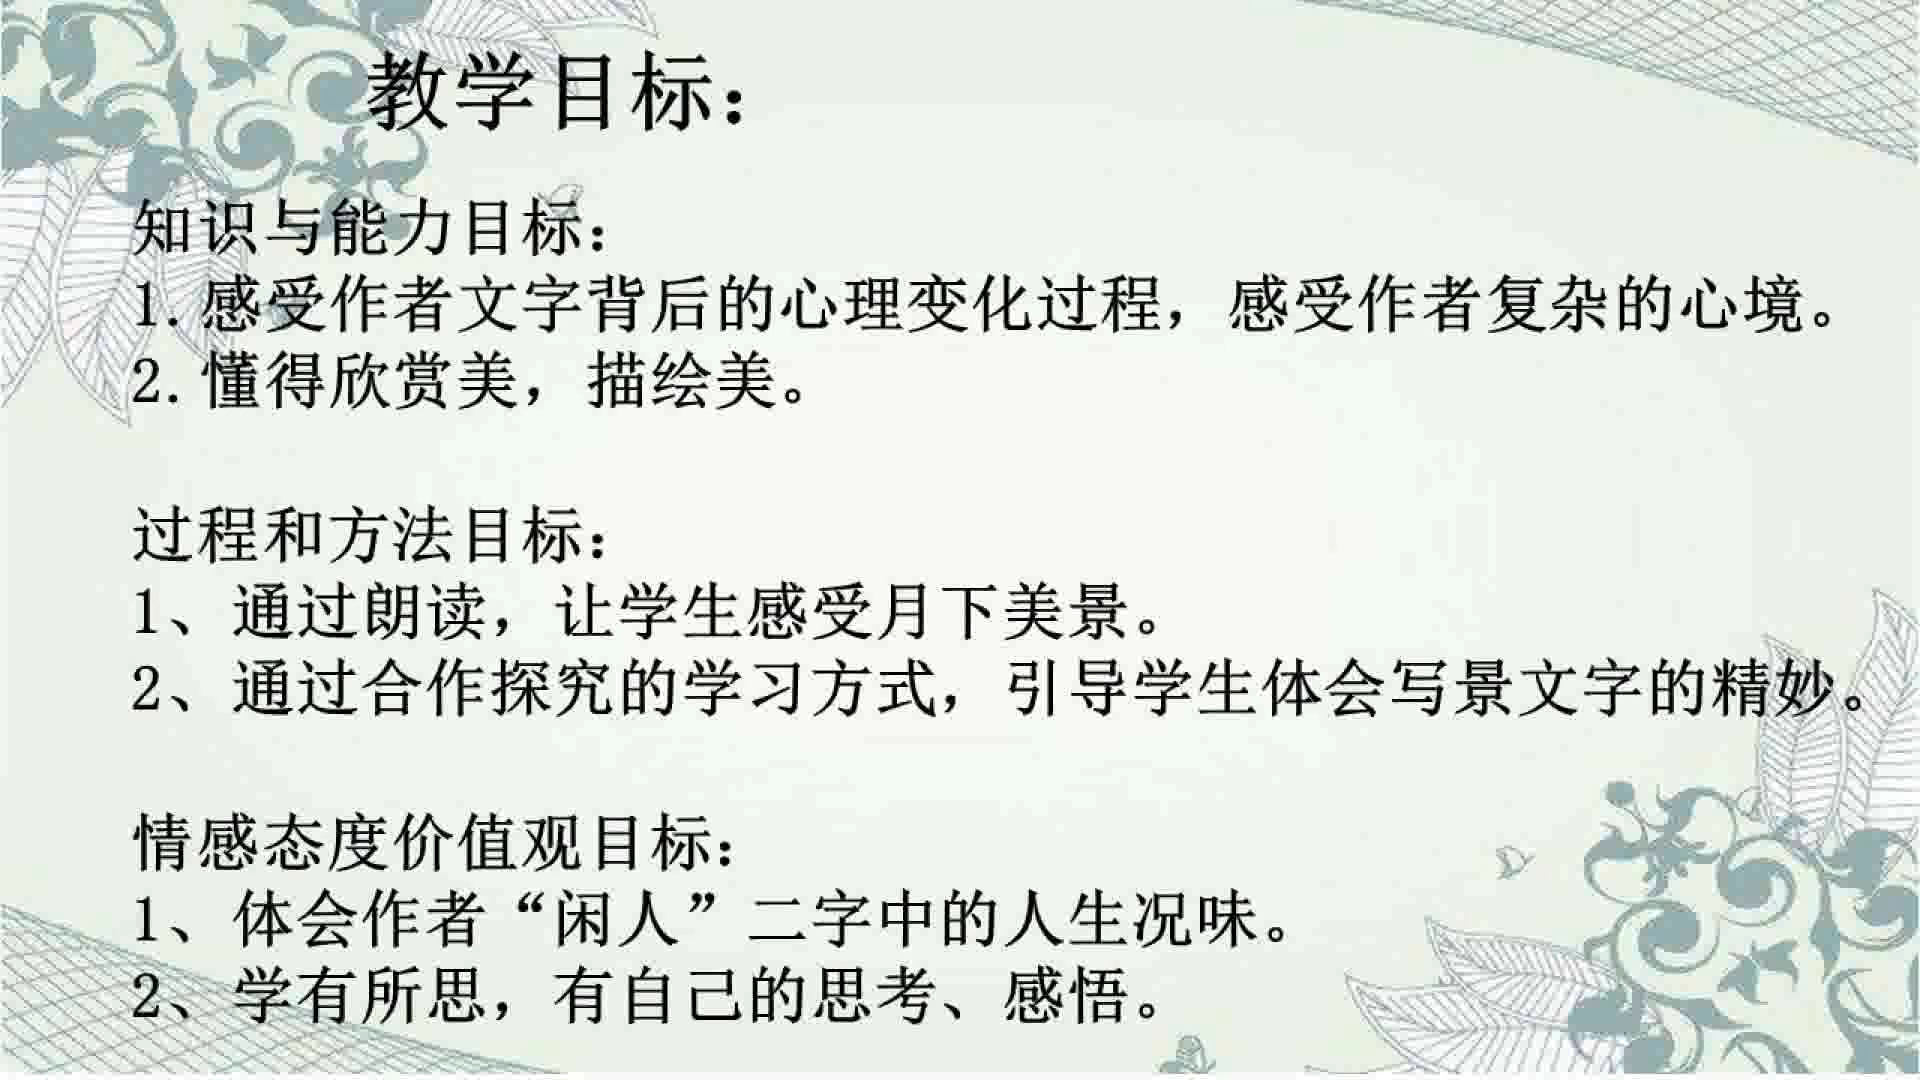 教学目标：
知识与能力目标：
1.感受作者文字背后的心理变化过程，感受作者复杂的心境。
2.懂得欣赏美，描绘美。
过程和方法目标：
1、通过朗读，让学生感受月下美景。
2、通过合作探究的学习方式，引导学生体会写景文字的精妙。
情感态度价值观目标：
1、体会作者“闲人”二字中的人生况味。
2、学有所思，有自己的思考、感悟。